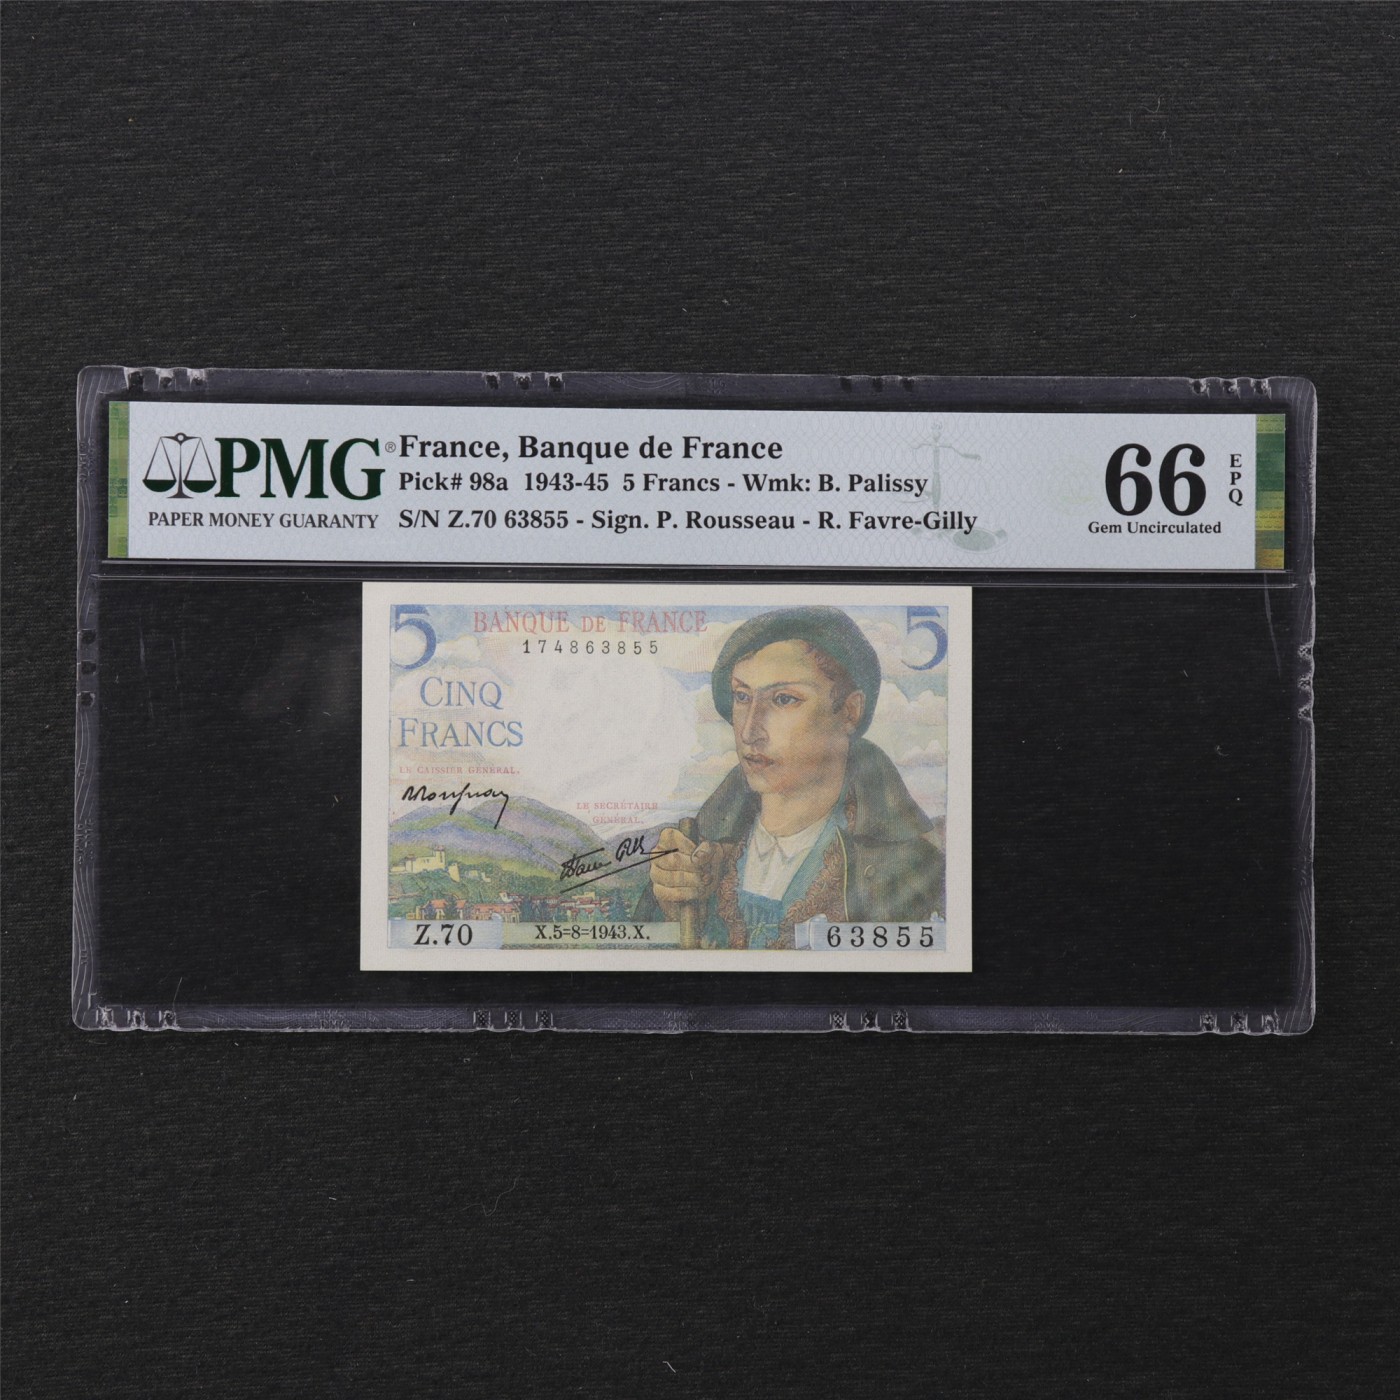 PMG®
PAPER MONEY GUARANTY
France, Banque de France
Pick# 98a 1943-45 5 Francs - Wmk: B. Palissy
S/N Z.70 63855 - Sign. P. Rousseau - R. Favre-Gilly
66 EPQ
Gem Uncirculated
5 BANQUE DE FRANCE 5
174863855
CINQ
FRANCS
LE CAISSIER GÉNÉRAL.
LE SECRÉTAIRE
GÉNÉRAL.
Z.70 X.5=8=1943.X. 63855